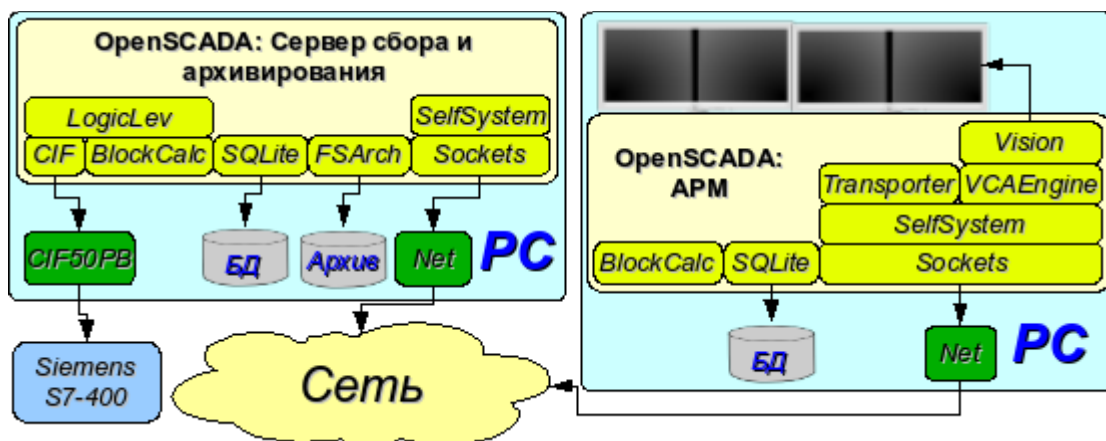 OpenSCADA: Сервер сбора и
архивирования
LogicLev
SelfSystem
CIF
BlockCalc
SQLite
FSArch
Sockets
CIF50PB
БД
Архив
Net
PC
Siemens
S7-400
Сеть
OpenSCADA:
АРМ
Vision
Transporter
VCAEngine
SelfSystem
BlockCalc
SQLite
Sockets
БД
Net
PC